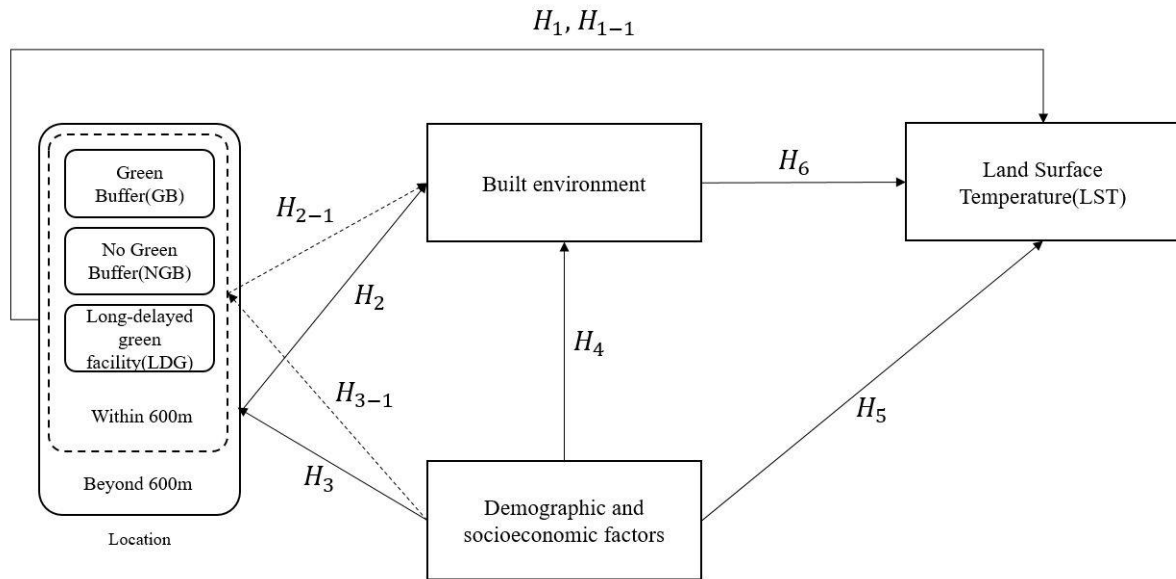 H1, H1−1
Green
Buffer(GB)
No Green
Buffer(NGB)
Long-delayed
green
facility(LDG)
Within 600m
Beyond 600m
Location
H2−1
H2
H3−1
H3
Built environment
H4
Demographic and
socioeconomic factors
H6
H5
Land Surface
Temperature(LST)